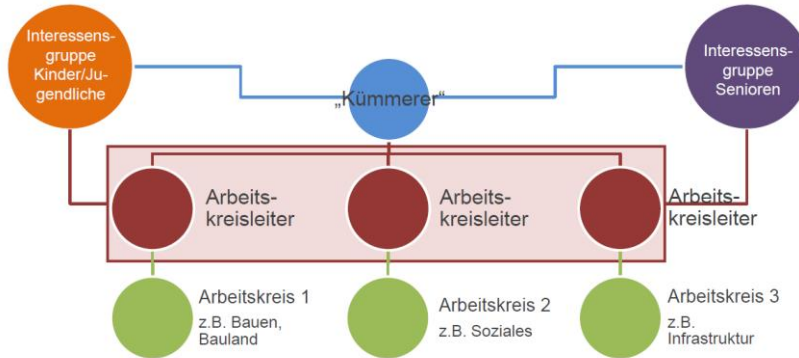 Interessens-
gruppe
Kinder/Ju-
gendliche
„Kümmerer“
Interessens-
gruppe
Senioren
Arbeits-
kreisleiter
Arbeits-
kreisleiter
Arbeits-
kreisleiter
Arbeitskreis 1
z.B. Bauen,
Bauland
Arbeitskreis 2
z.B. Soziales
Arbeitskreis 3
z.B.
Infrastruktur